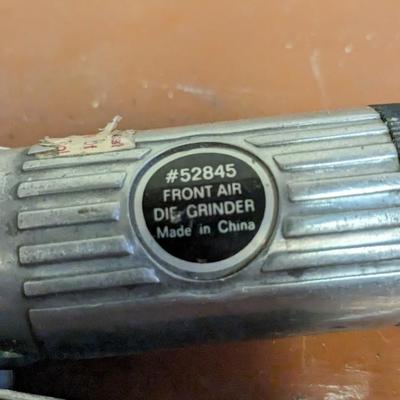 #52845
FRONT AIR
DIE GRINDER
Made in China